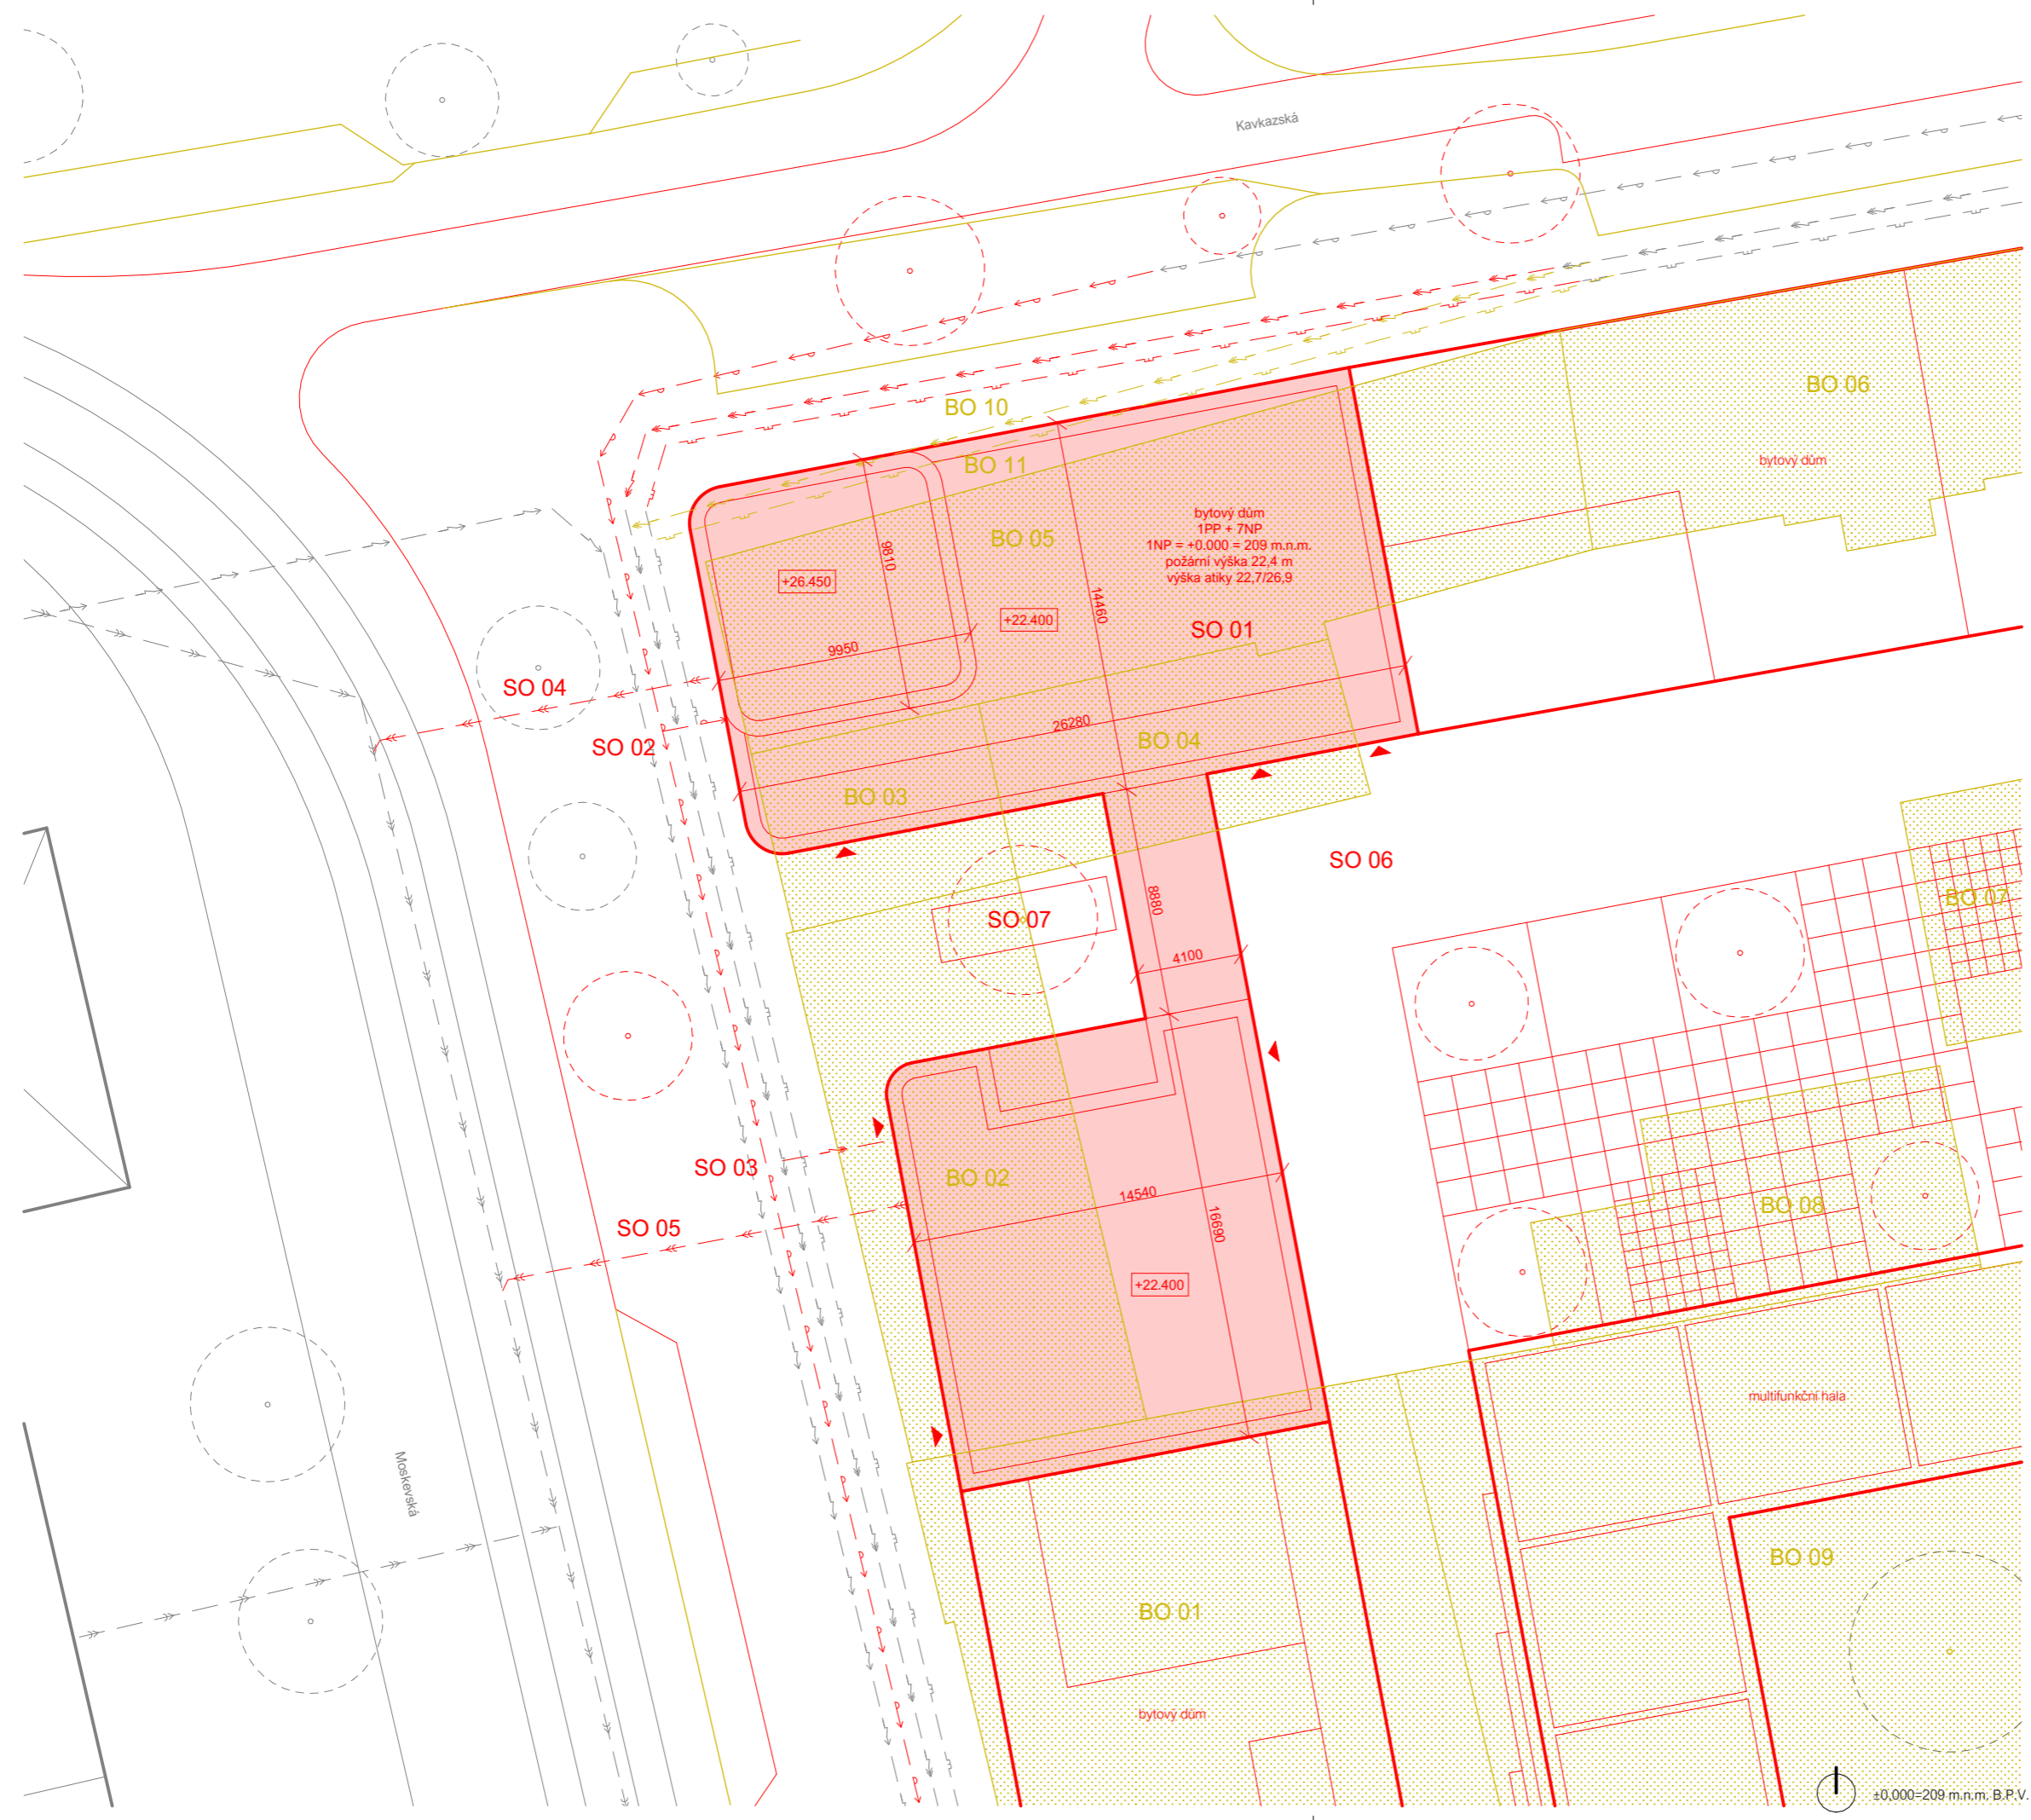 Kavkazská
BO 06
BO 10
bytový dům
BO 11
bytový dům
1PP + 7NP
1NP = +0.000 = 209 m.n.m.
požární výška 22,4 m
výška atiky 22,7/26,9
BO 05
9810
+26.450
14460
+22.400
SO 01
9950
SO 04
26280
SO 02
BO 04
BO 03
SO 06
8880
BO 07
SO 07
4100
SO 03
BO 02
14540
BO 08
16690
SO 05
+22.400
multifunkční hala
Moskevská
BO 09
BO 01
bytový dům
±0,000=209 m.n.m. B.P.V.